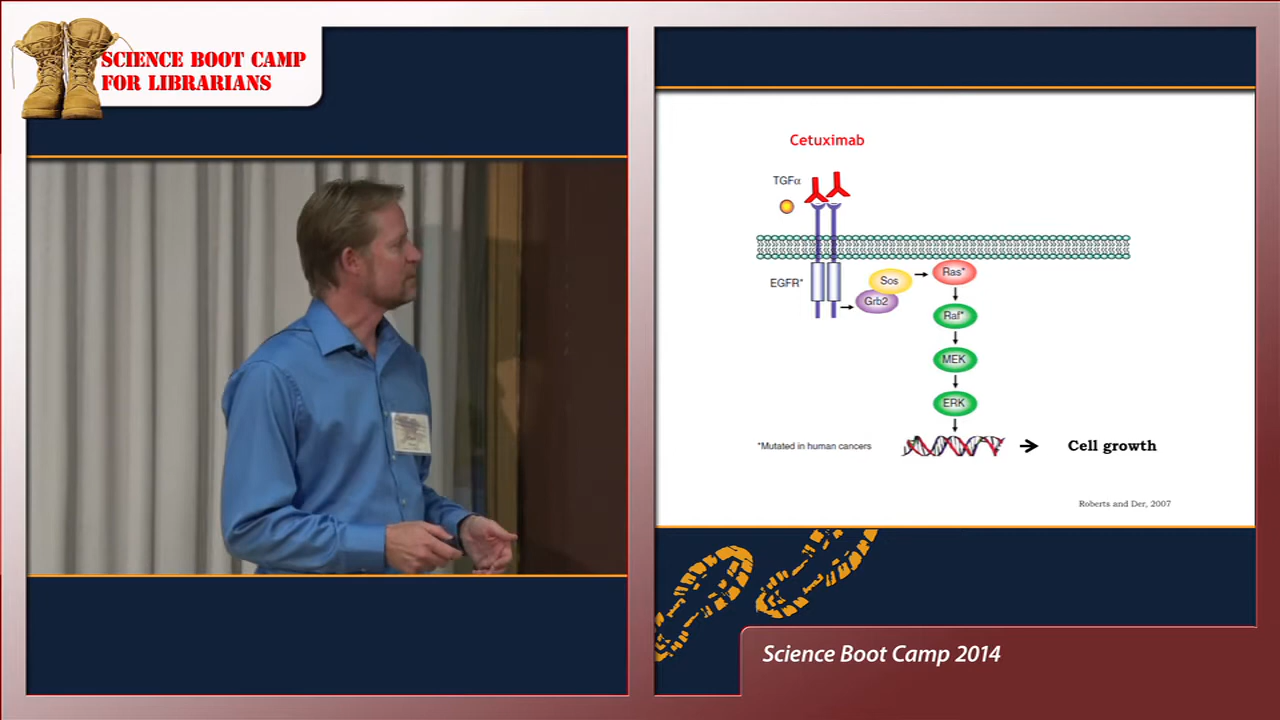 SCIENCE BOOT CAMP
FOR LIBRARIANS
Cetuximab
TGFα
EGFR*
Sos
Grb2
Ras*
Raf*
MEK
ERK
*Mutated in human cancers
Cell growth
Roberts and Der, 2007
Science Boot Camp 2014